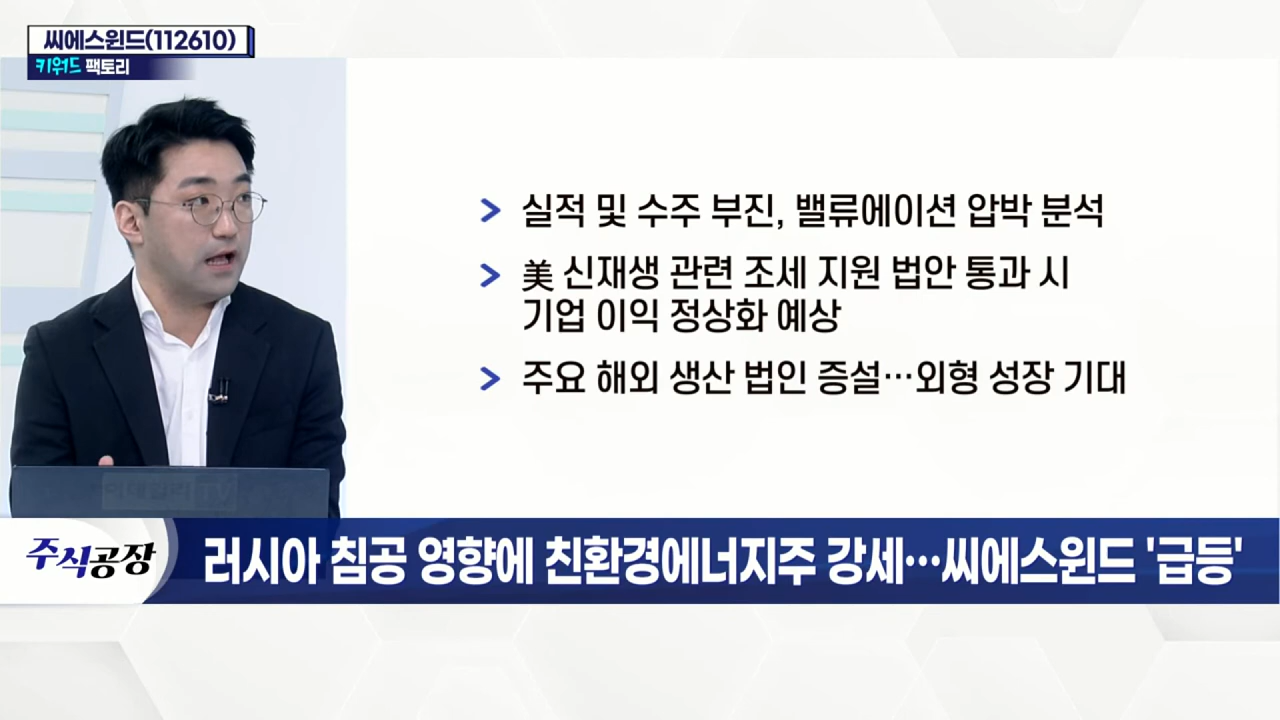 씨에스윈드(112610)
키워드 팩토리
실적 및 수주 부진, 밸류에이션 압박 분석
美 신재생 관련 조세 지원 법안 통과 시
기업 이익 정상화 예상
주요 해외 생산 법인 증설…외형 성장 기대
이데일리 TV
주식공장
러시아 침공 영향에 친환경에너지주 강세…씨에스윈드 '급등'